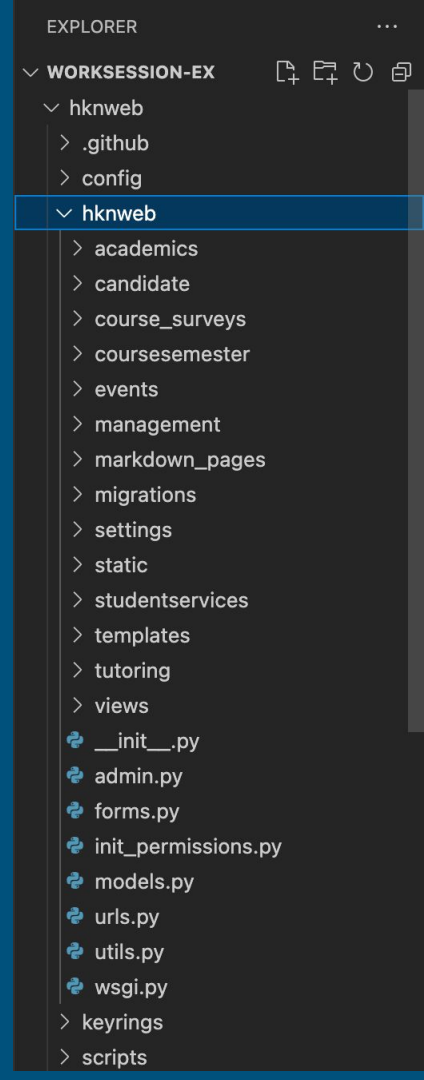 EXPLORER
WORKSESSION-EX
hknweb
.github
config
hknweb
academics
candidate
course_surveys
coursesemester
events
management
markdown_pages
migrations
settings
static
studentservices
templates
tutoring
views
__init__.py
admin.py
forms.py
init_permissions.py
models.py
urls.py
utils.py
wsgi.py
keyrings
scripts